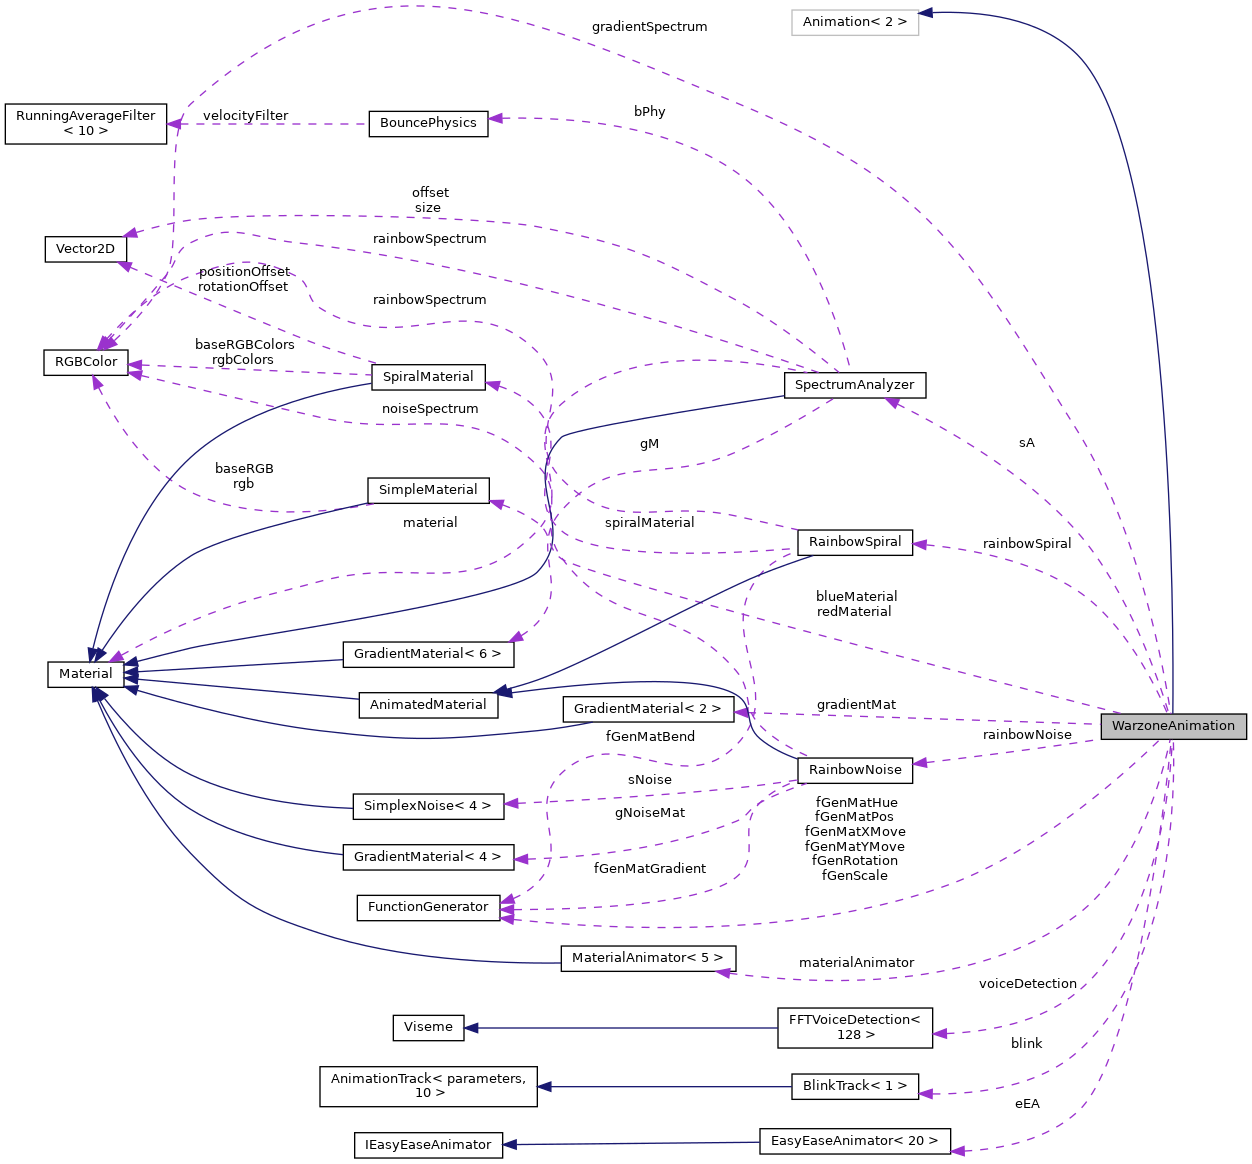 gradientSpectrum
Animation< 2 >
RunningAverageFilter
< 10 >
velocityFilter
BouncePhysics
bPhy
offset
size
Vector2D
rainbowSpectrum
positionOffset
rotationOffset
rainbowSpectrum
baseRGBColors
rgbColors
RGBColor
SpiralMaterial
SpectrumAnalyzer
noiseSpectrum
gM
sA
baseRGB
rgb
SimpleMaterial
material
spiralMaterial
RainbowSpiral
rainbowSpiral
blueMaterial
redMaterial
GradientMaterial< 6 >
Material
AnimatedMaterial
GradientMaterial< 2 >
gradientMat
WarzoneAnimation
fGenMatBend
rainbowNoise
RainbowNoise
sNoise
SimplexNoise< 4 >
gNoiseMat
fGenMatHue
fGenMatPos
fGenMatXMove
fGenMatYMove
fGenRotation
fGenScale
GradientMaterial< 4 >
fGenMatGradient
FunctionGenerator
MaterialAnimator< 5 >
materialAnimator
voiceDetection
Viseme
FFTVoiceDetection<
128 >
blink
AnimationTrack< parameters,
10 >
BlinkTrack< 1 >
eEA
IEasyEaseAnimator
EasyEaseAnimator< 20 >